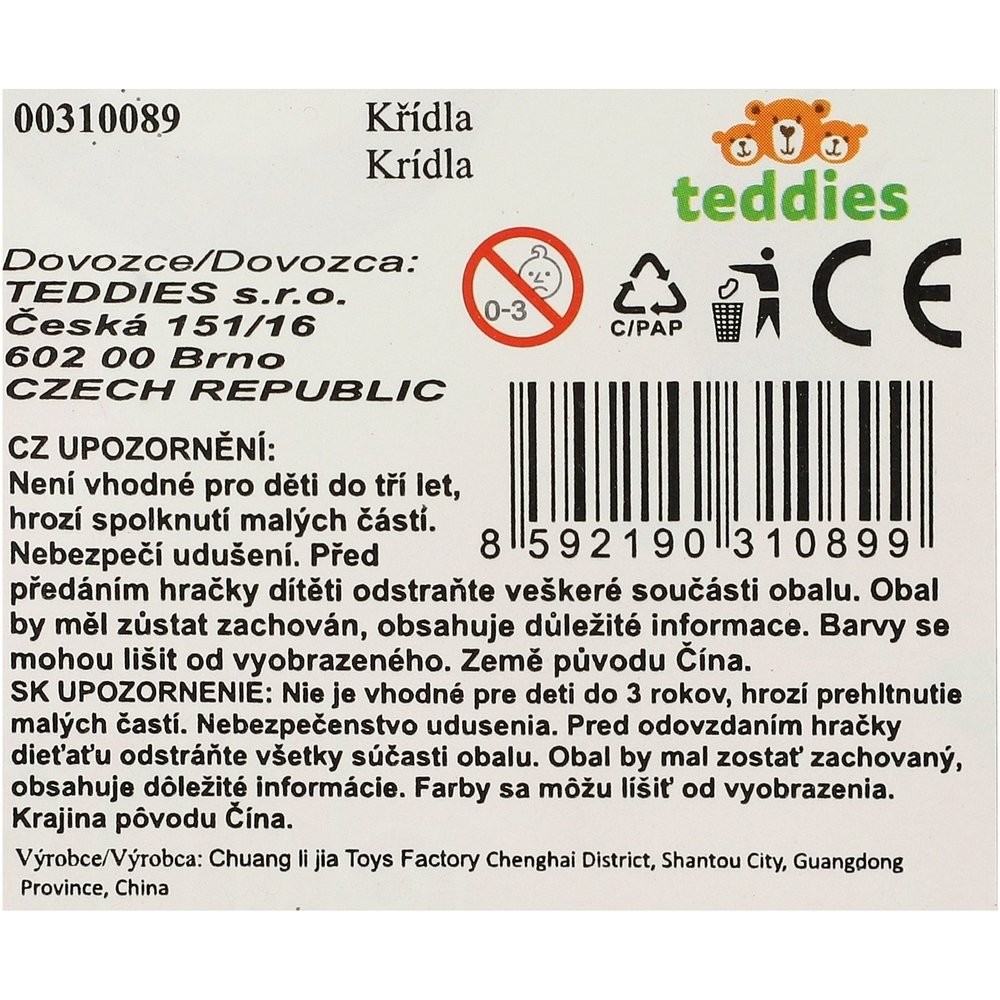 00310089
Křídla
Krídla
teddies
Dovozce/Dovozca:
TEDDIES s.r.o.
Česká 151/16
602 00 Brno
CZECH REPUBLIC
0-3
C/PAP
CE
8 592190 310899
CZ UPOZORNĚNÍ:
Není vhodné pro děti do tří let,
hrozí spolknutí malých částí.
Nebezpečí udušení. Před
předáním hračky dítěti odstraňte veškeré součásti obalu. Obal
by měl zůstat zachován, obsahuje důležité informace. Barvy se
mohou lišit od vyobrazeného. Země původu Čína.
SK UPOZORNENIE: Nie je vhodné pre deti do 3 rokov, hrozí prehltnutie
malých častí. Nebezpečenstvo udusenia. Pred odovzdaním hračky
dieťaťu odstráňte všetky súčasti obalu. Obal by mal zostať zachovaný,
obsahuje dôležité informácie. Farby sa môžu líšiť od vyobrazenia.
Krajina pôvodu Čína.
Výrobce/Výrobca: Chuang li jia Toys Factory Chenghai District, Shantou City, Guangdong
Province, China